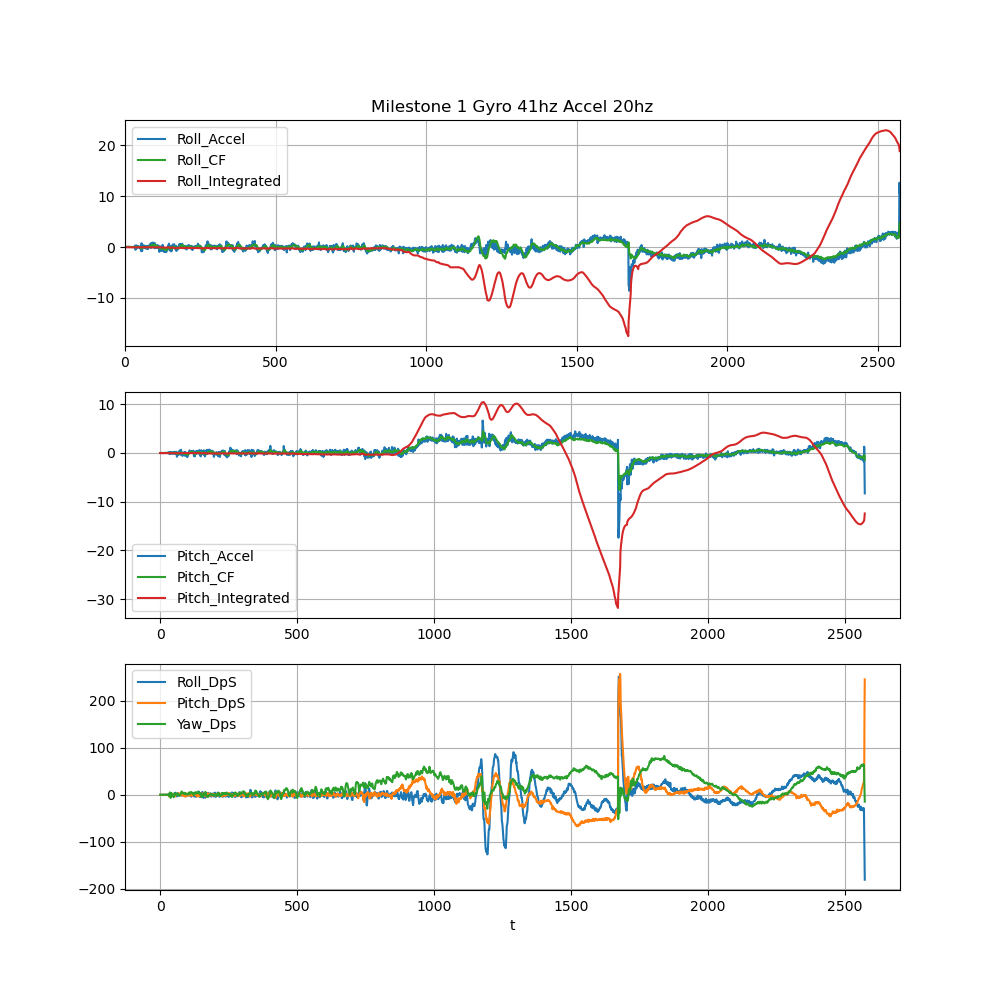 Milestone 1 Gyro 41hz Accel 20hz
20
10
0
−10
Roll_Accel
Roll_CF
Roll_Integrated
0 500 1000 1500 2000 2500
10
0
−10
−20
−30
Pitch_Accel
Pitch_CF
Pitch_Integrated
0 500 1000 1500 2000 2500
200
100
0
−100
−200
Roll_DpS
Pitch_DpS
Yaw_Dps
0 500 1000 1500 2000 2500
t